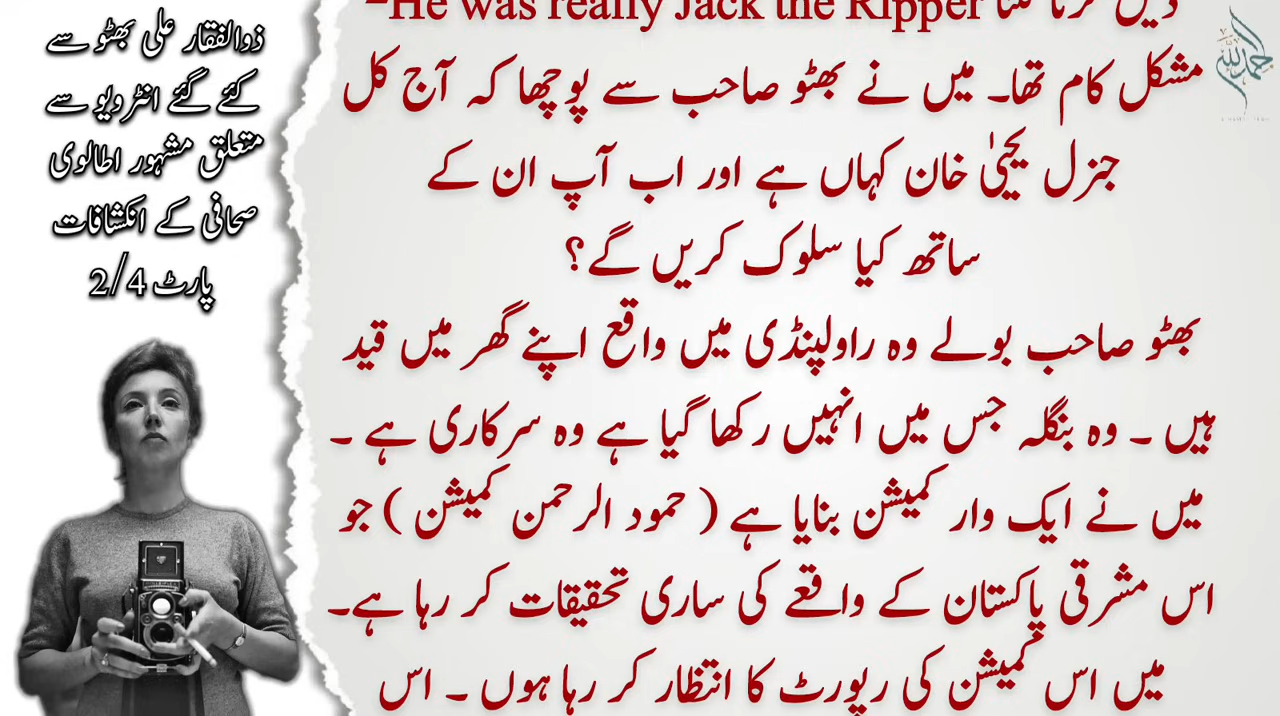 ذوالفقار علی بھٹو سے
کئے گئے انٹرویو سے
متعلق مشہور اطالوی
صحافی کے انکشافات
پارٹ 2/4
He was really Jack the Ripper-
مشکل کام تھا۔ میں نے بھٹو صاحب سے پوچھا کہ آج کل
جنرل یحییٰ خان کہاں ہے اور اب آپ ان کے
ساتھ کیا سلوک کریں گے؟
بھٹو صاحب بولے وہ راولپنڈی میں واقع اپنے گھر میں قید
ہیں ۔ وہ بنگلہ جس میں انہیں رکھا گیا ہے وہ سرکاری ہے ۔
میں نے ایک وار کمیشن بنایا ہے ( حمود الرحمن کمیشن ) جو
اس مشرقی پاکستان کے واقعے کی ساری تحقیقات کر رہا ہے۔
میں اس کمیشن کی رپورٹ کا انتظار کر رہا ہوں ۔ اس